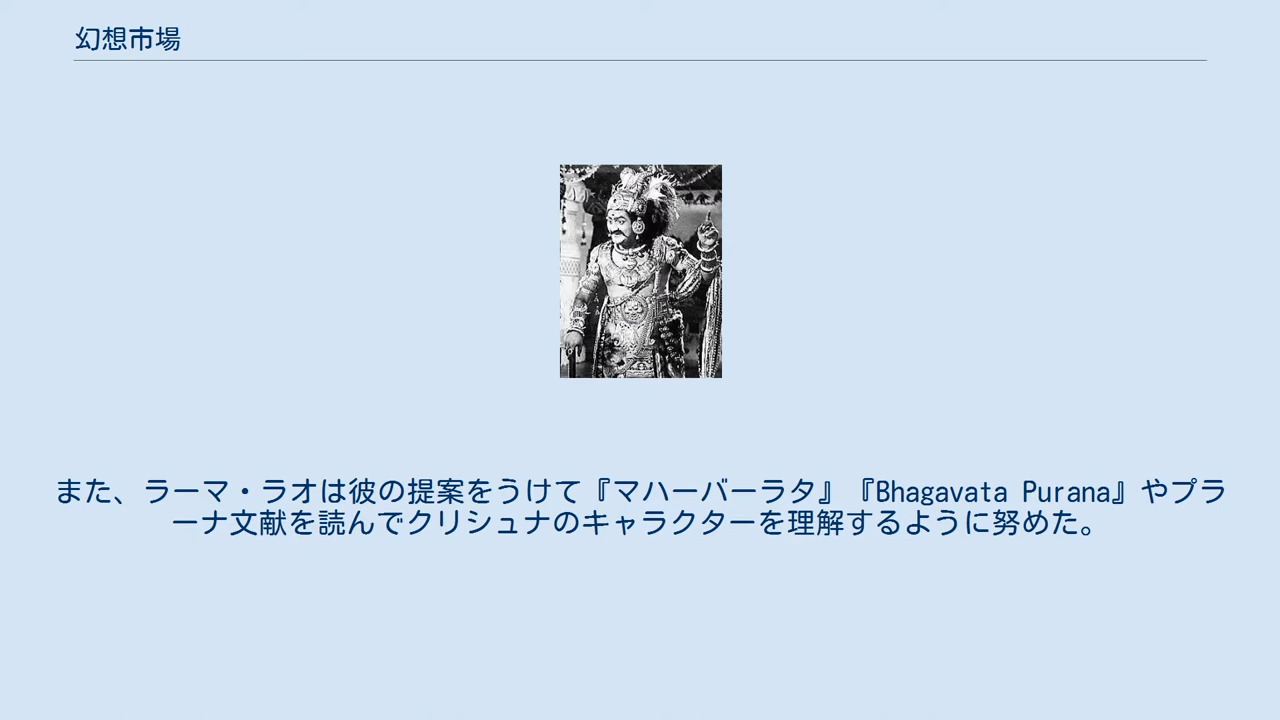 幻想市場
また、ラーマ・ラオは彼の提案をうけて『マハーバーラタ』『Bhagavata Purana』やプラ
ーナ文献を読んでクリシュナのキャラクターを理解するように努めた。